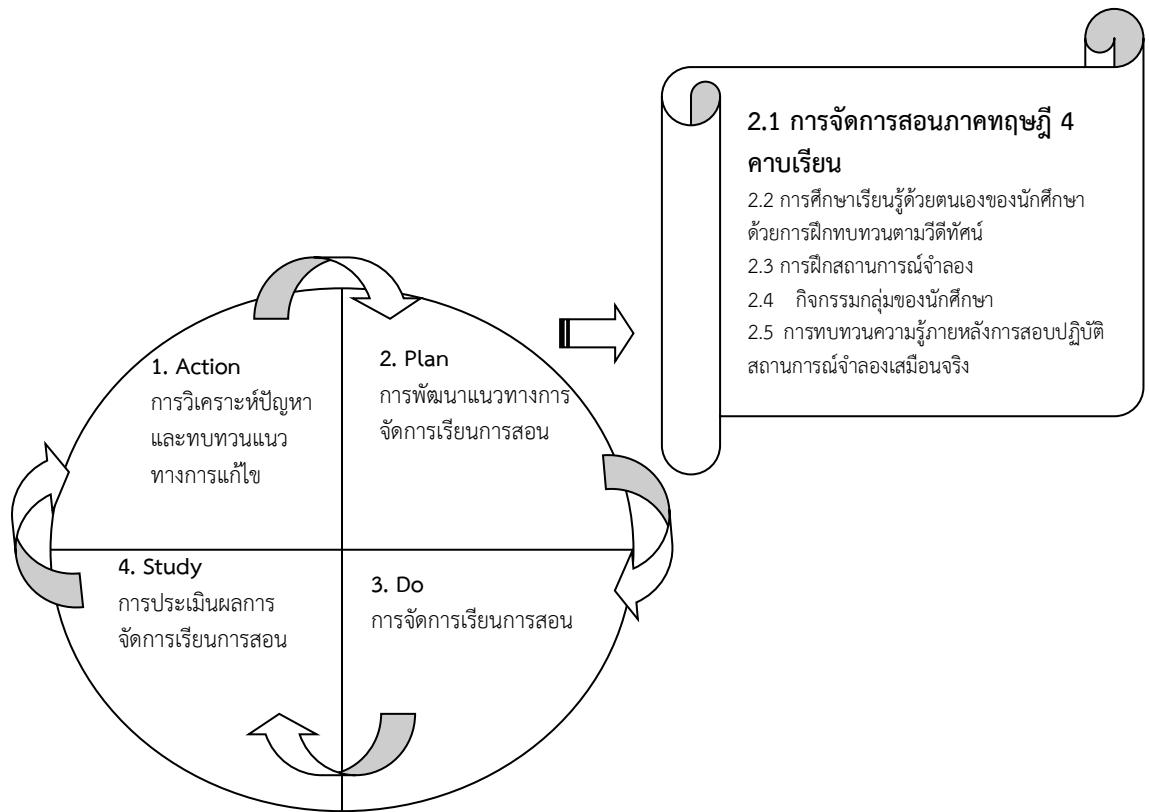 2.1 การจัดการสอนภาคทฤษฎี 4
คาบเรียน
2.2 การศึกษาเรียนรู้ด้วยตนเองของนักศึกษา
ด้วยการฝึกทบทวนตามวีดีทัศน์
2.3 การฝึกสถานการณ์จำลอง
2.4 กิจกรรมกลุ่มของนักศึกษา
2.5 การทบทวนความรู้ภายหลังการสอบปฏิบัติ
สถานการณ์จำลองเสมือนจริง
1. Action
การวิเคราะห์ปัญหา
และทบทวนแนว
ทางการแก้ไข
2. Plan
การพัฒนาแนวทางการ
จัดการเรียนการสอน
4. Study
การประเมินผลการ
จัดการเรียนการสอน
3. Do
การจัดการเรียนการสอน